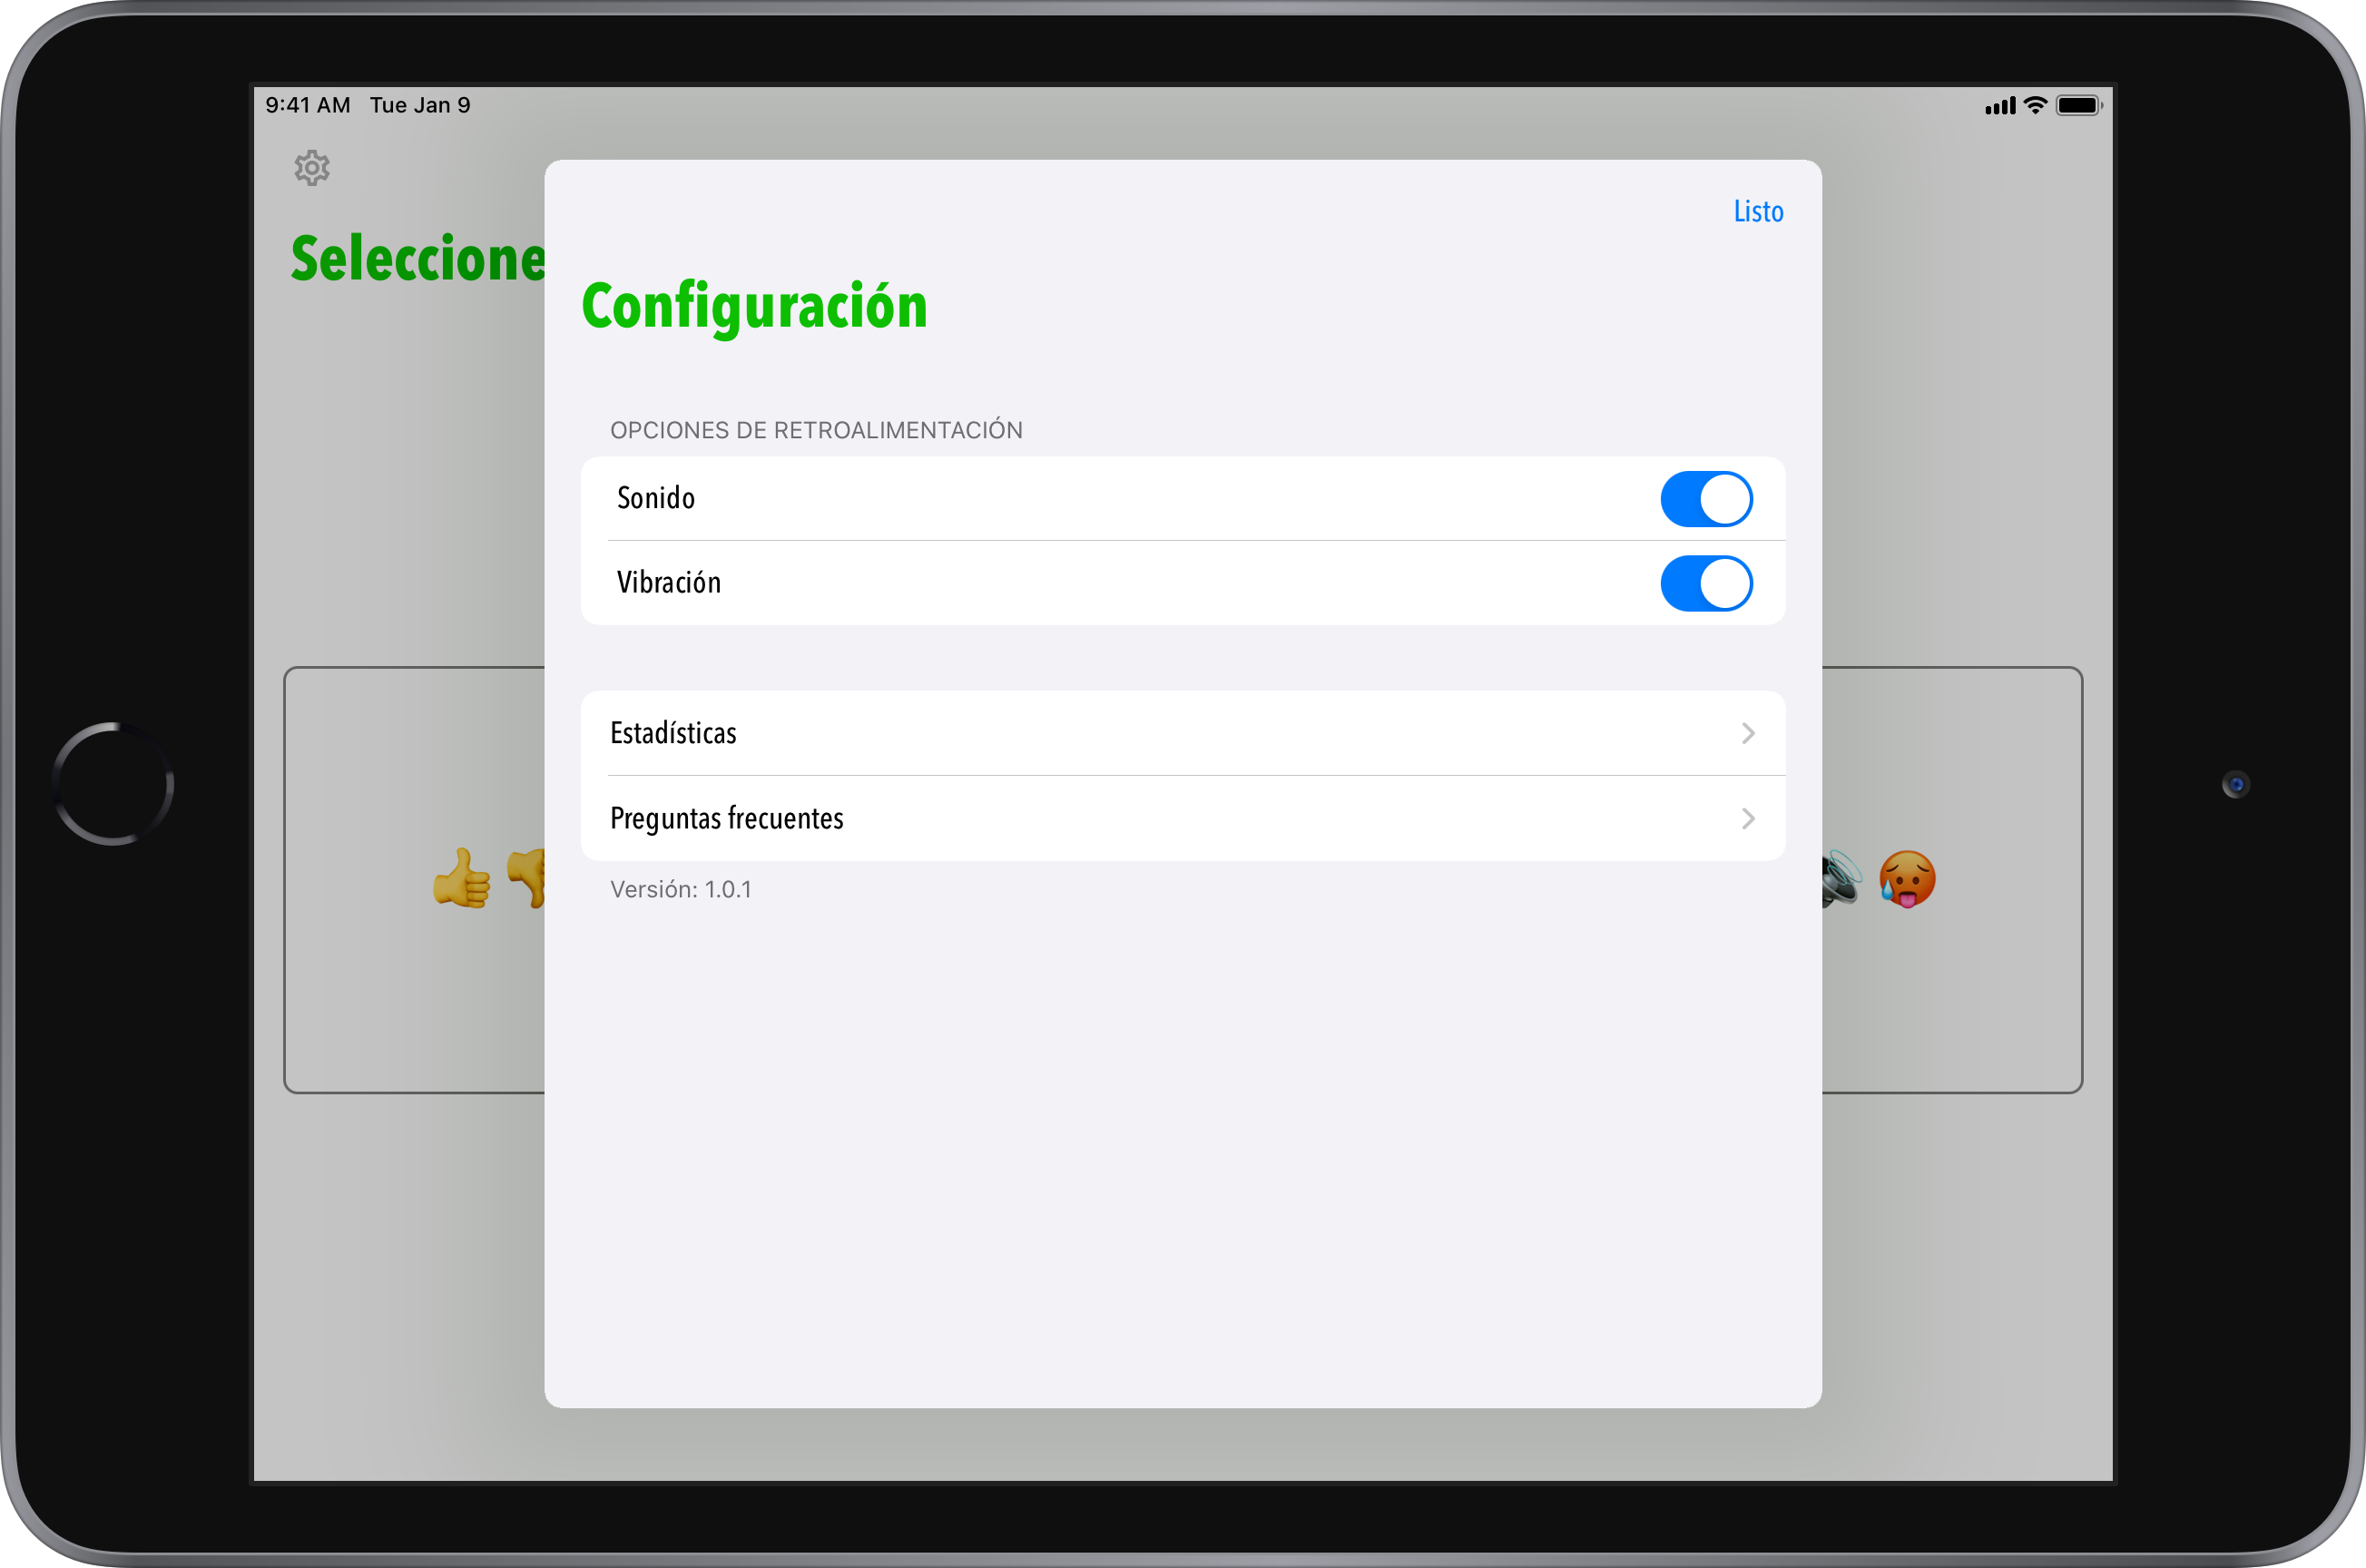 9:41 AM Tue Jan 9
Listo
Seleccione
Configuración
OPCIONES DE RETROALIMENTACIÓN
Sonido
Vibración
Estadísticas
Preguntas frecuentes
Versión: 1.0.1